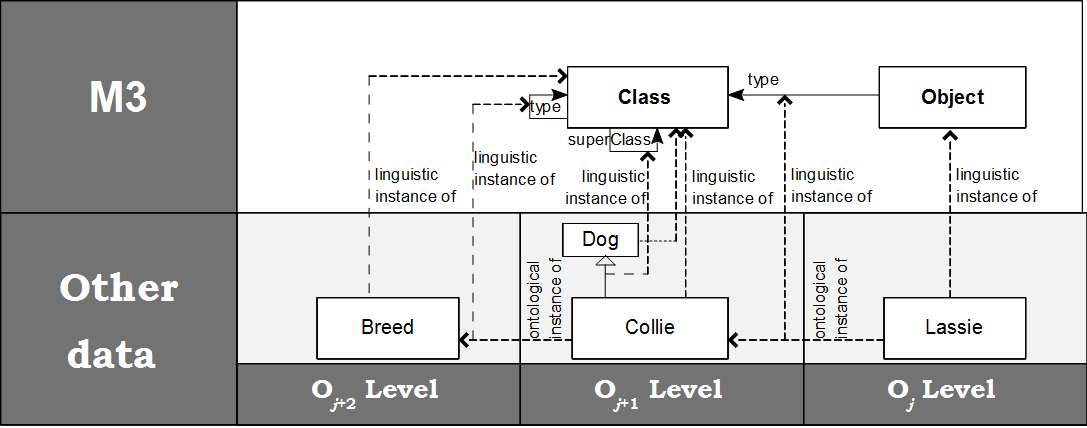 M3
type
Class
Object
type
superClass
linguistic
instance of
linguistic
instance of
linguistic
instance of
linguistic
instance of
linguistic
instance of
linguistic
instance of
Other
data
Dog
ontological
instance of
ontological
instance of
Breed
Collie
Lassie
Oj+2 Level
Oj+1 Level
Oj Level